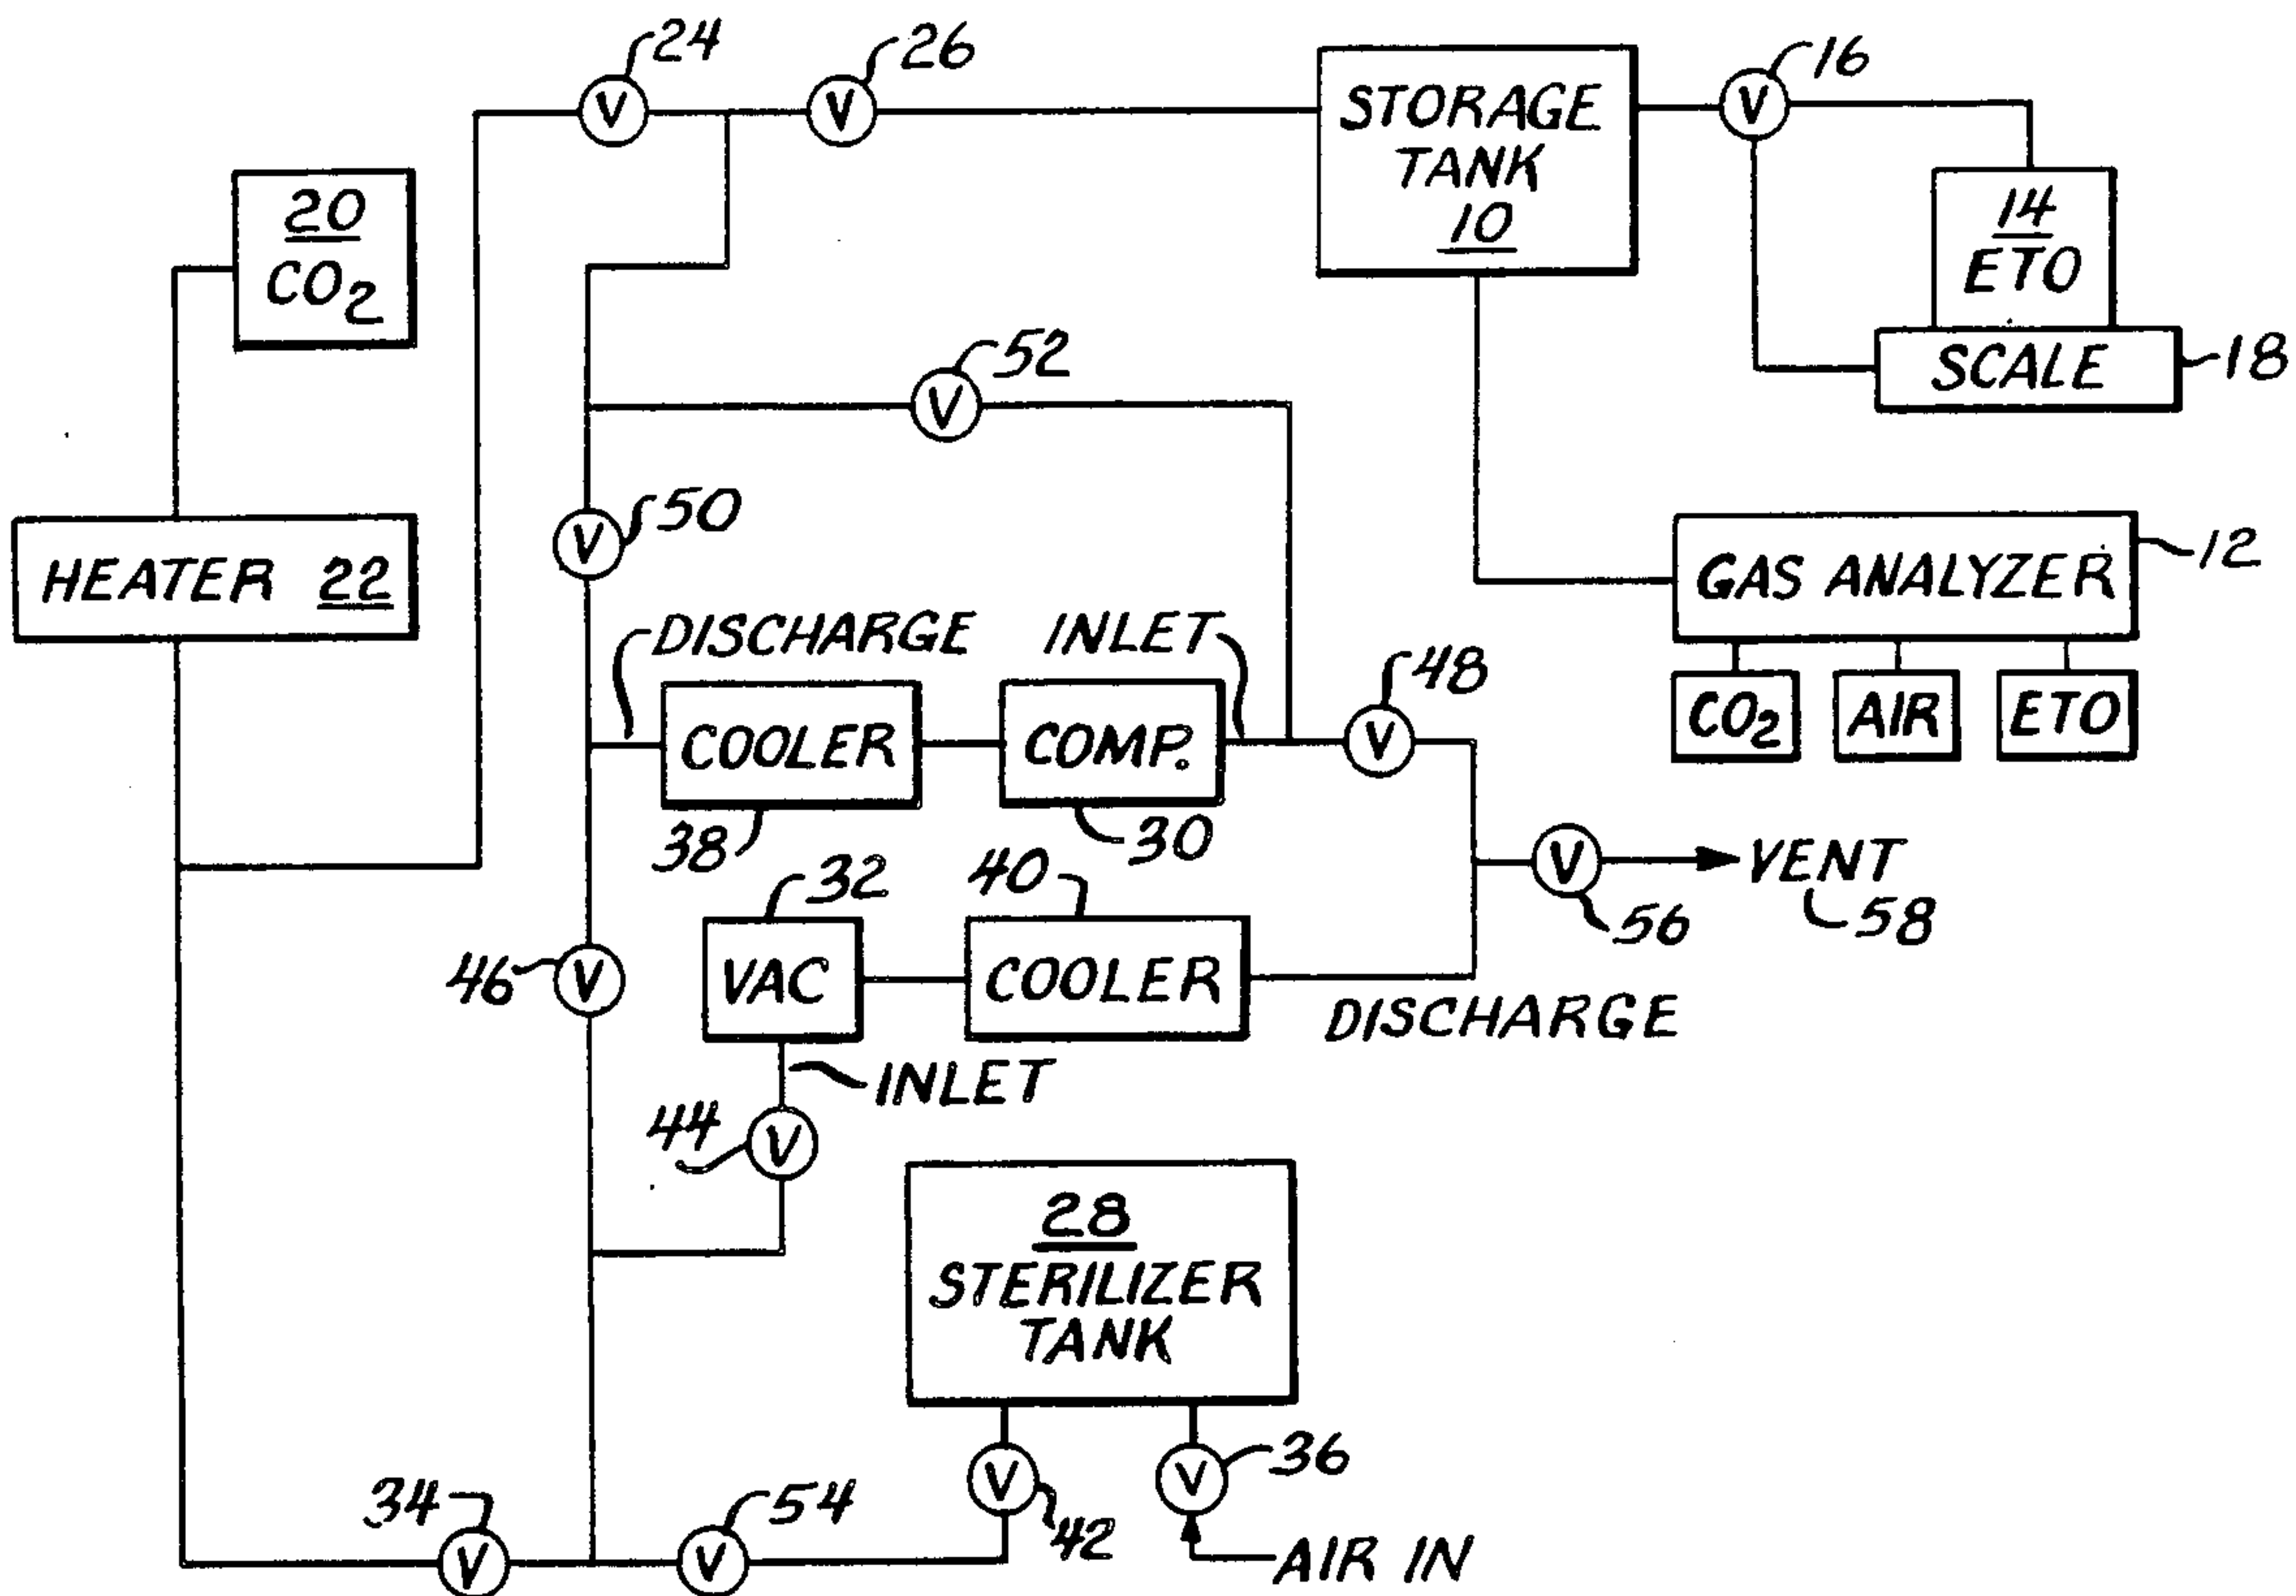 24
26
16
STORAGE
TANK
10
20
CO2
14
ETO
52
SCALE
18
50
HEATER 22
GAS ANALYZER
12
DISCHARGE
INLET
48
CO2
AIR
ETO
COOLER
COMP.
38
30
VENT
32
40
56
58
46
VAC
COOLER
DISCHARGE
INLET
44
28
STERILIZER
TANK
V
V
V
V
V
V
V
V
V
V
V
V
V
36
34
54
42
AIR IN